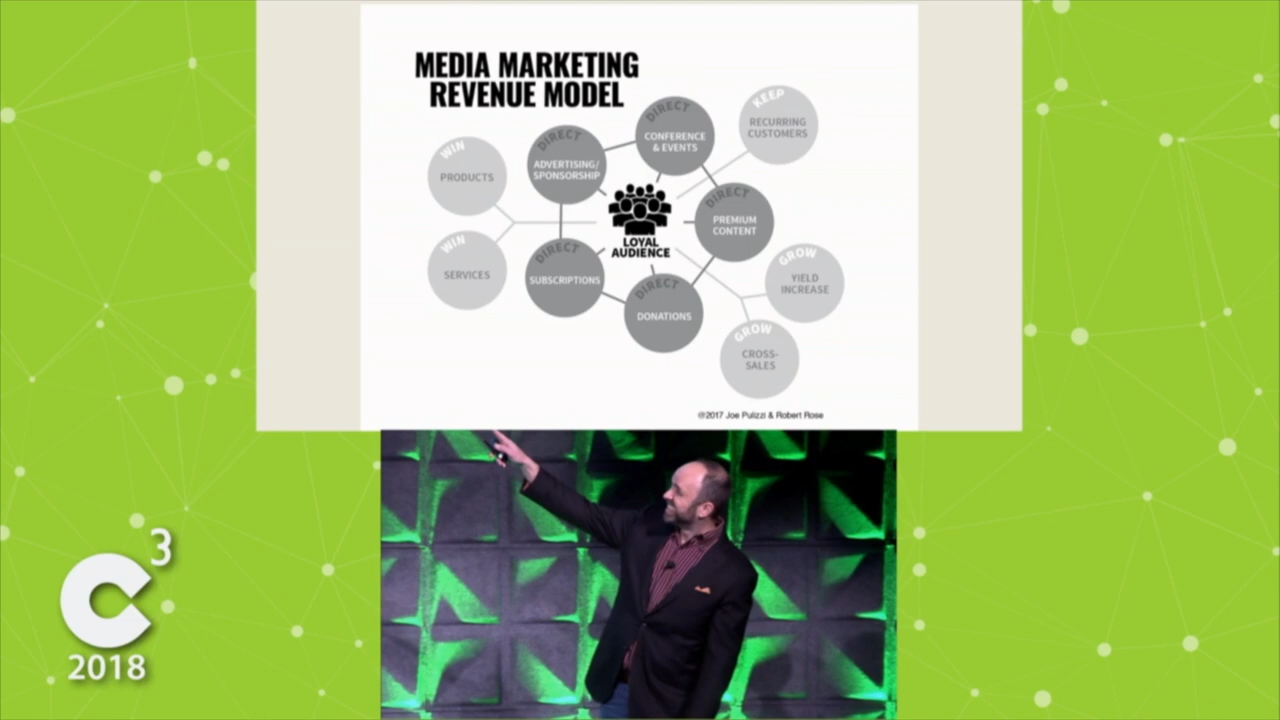 MEDIA MARKETING
REVENUE MODEL
WIN
PRODUCTS
WIN
SERVICES
DIRECT
ADVERTISING/
SPONSORSHIP
DIRECT
CONFERENCE
& EVENTS
KEEP
RECURRING
CUSTOMERS
DIRECT
PREMIUM
CONTENT
LOYAL
AUDIENCE
DIRECT
SUBSCRIPTIONS
DIRECT
DONATIONS
GROW
YIELD
INCREASE
GROW
CROSS-
SALES
@2017 Joe Pulizzi & Robert Rose
C3
2018